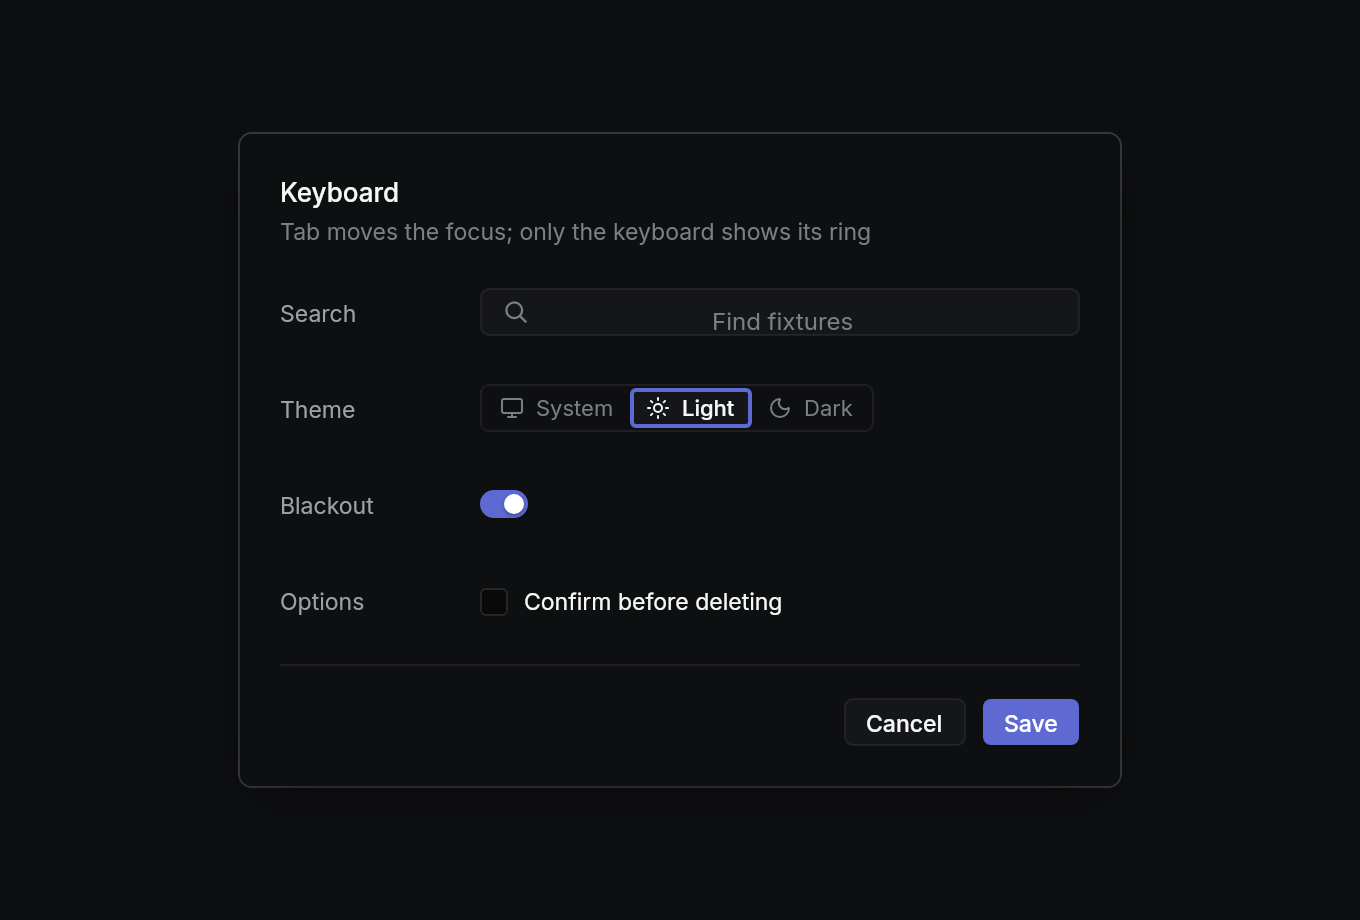 Keyboard
Tab moves the focus; only the keyboard shows its ring
Search
Find fixtures
Theme
System
Light
Dark
Blackout
Options
Confirm before deleting
Cancel
Save